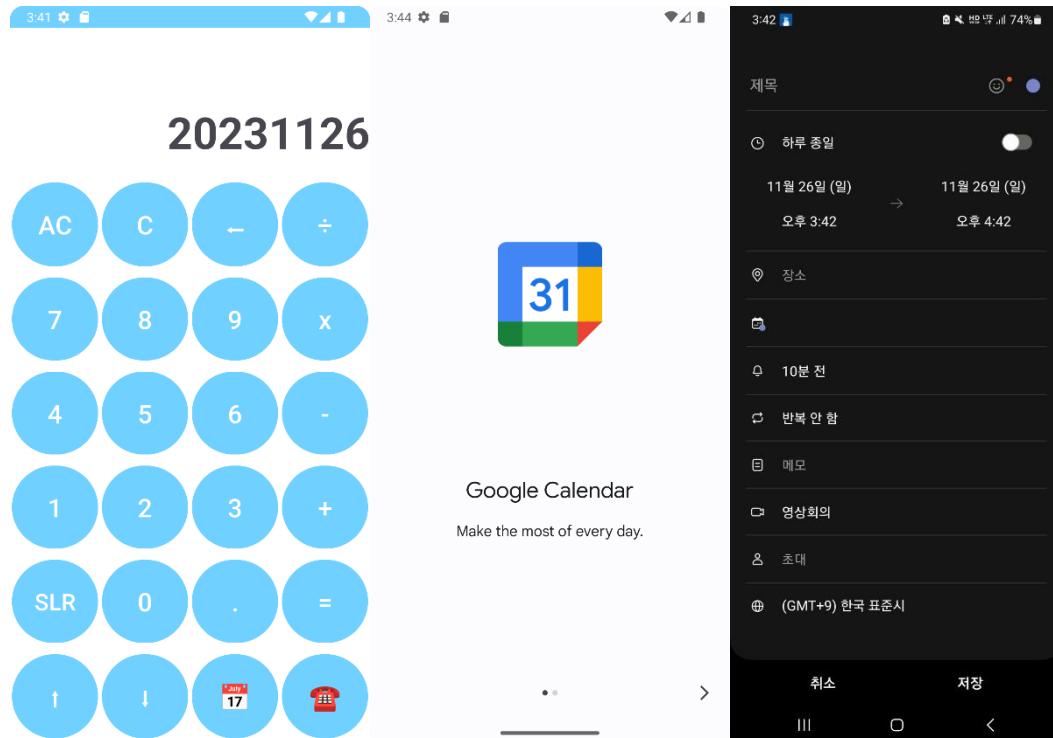 3:41
20231126
AC C ← ÷
7 8 9 x
4 5 6 -
1 2 3 +
SLR 0 . =
↑ ↓ July 17
3:44
31
Google Calendar
Make the most of every day.
3:42
HD LTE 74%
제목
하루 종일
11월 26일 (일) → 11월 26일 (일)
오후 3:42 오후 4:42
장소
10분 전
반복 안 함
메모
영상회의
초대
(GMT+9) 한국 표준시
취소 저장